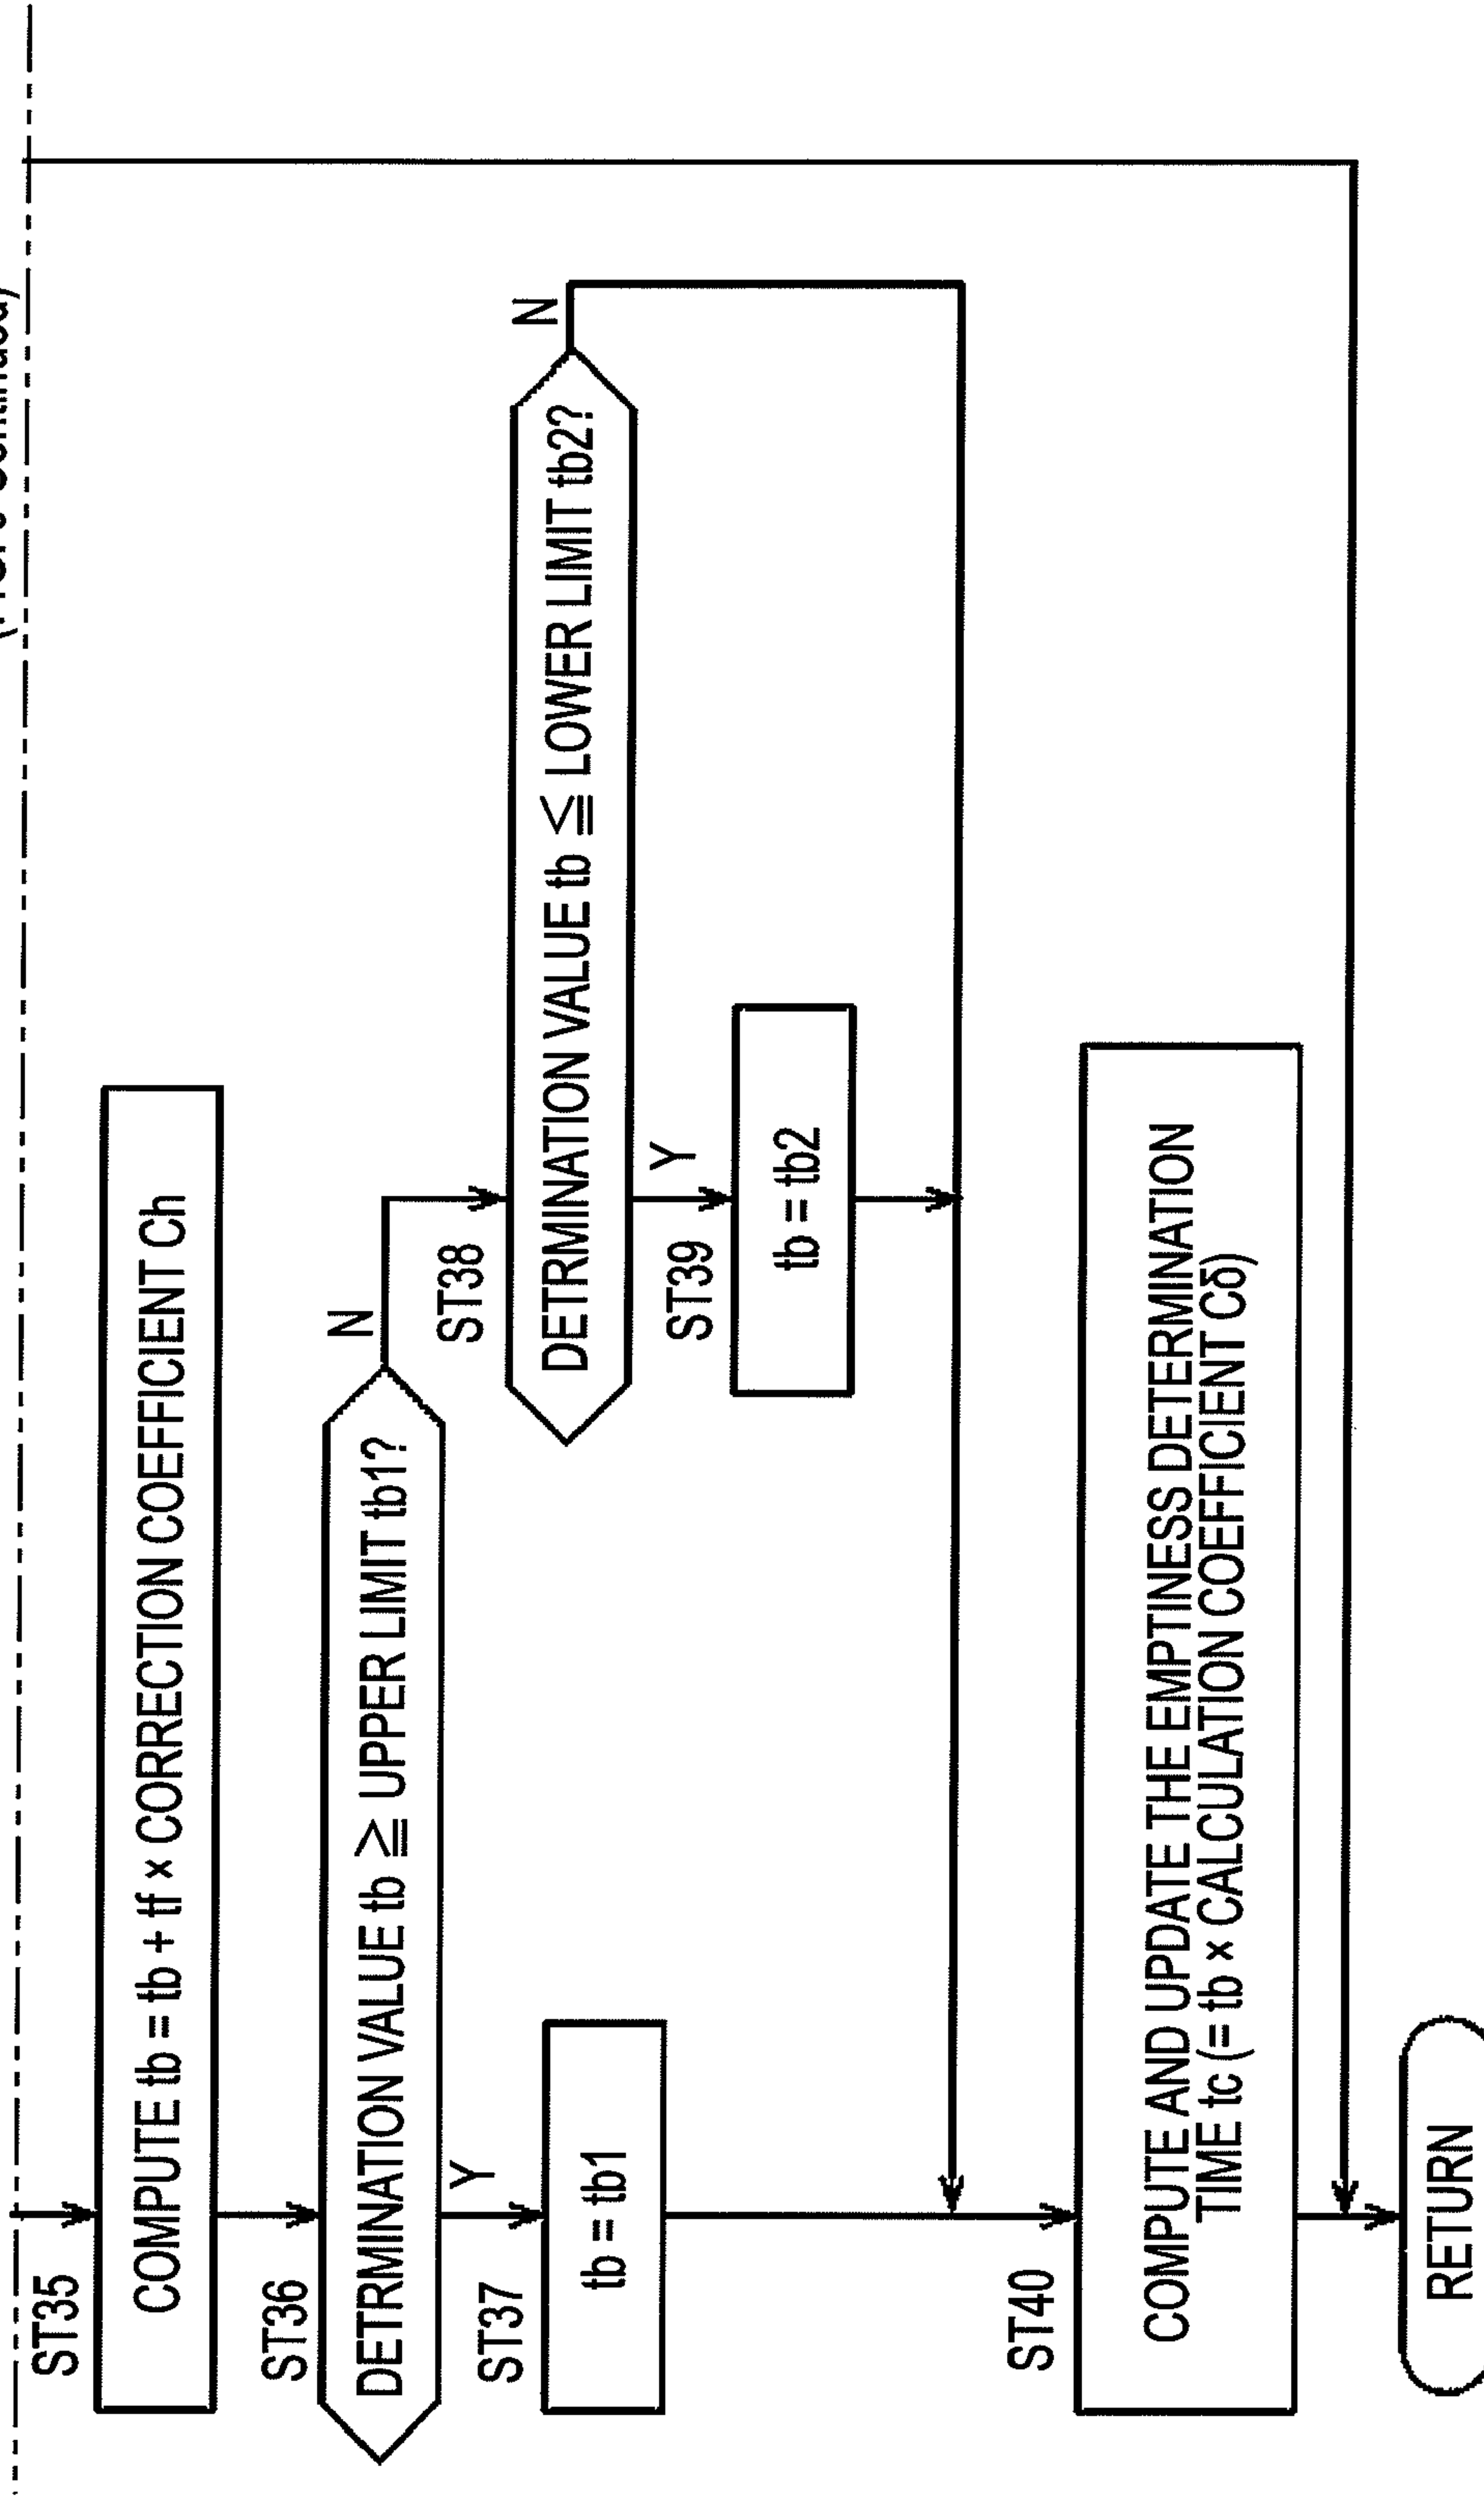 ST35
COMPUTE tb = tb + tf × CORRECTION COEFFICIENT Ch
ST36
DETRMINATION VALUE tb ≧ UPPER LIMIT tb1?
N
Y
ST37
tb = tb1
ST38
DETRMINATION VALUE tb ≦ LOWER LIMIT tb2?
N
Y
ST39
tb = tb2
ST40
COMPUTE AND UPDATE THE EMPTINESS DETERMINATION
TIME tc (= tb × CALCULATION COEFFICIENT Cδ)
RETURN